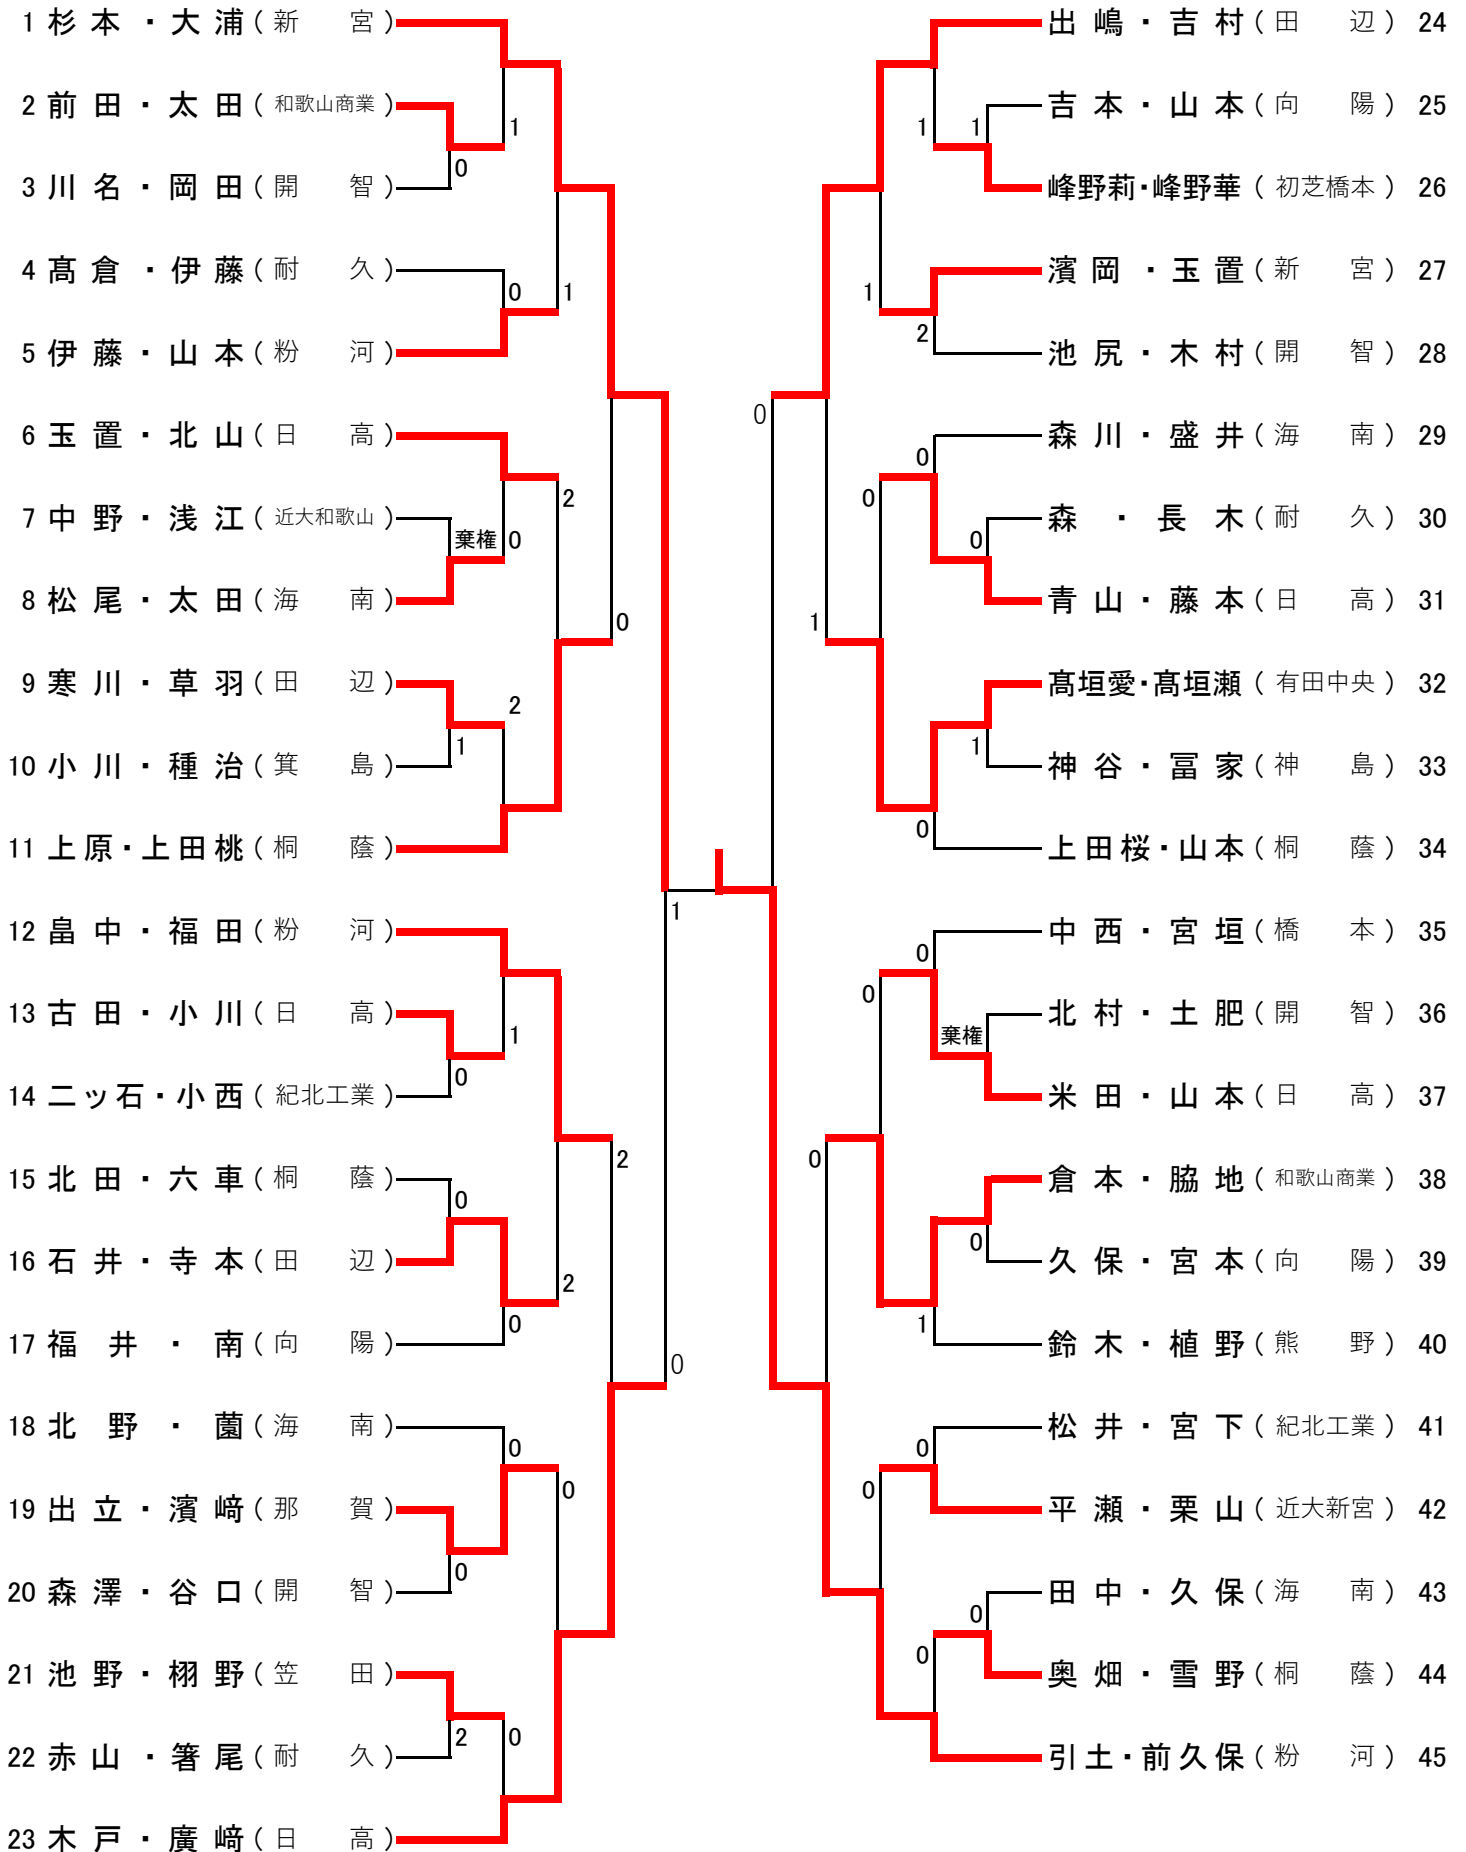 1 杉本・大浦（新　宮）
出嶋・吉村（田　辺）24
2 前田・太田（和歌山商業）
吉本・山本（向　陽）25
1
1
1
0
3 川名・岡田（開　智）
峰野莉・峰野華（初芝橋本）26
4 髙倉・伊藤（耐　久）
濱岡・玉置（新　宮）27
0
1
1
2
5 伊藤・山本（粉　河）
池尻・木村（開　智）28
0
6 玉置・北山（日　高）
森川・盛井（海　南）29
0
2
0
7 中野・浅江（近大和歌山）
森・長木（耐　久）30
棄権
0
0
8 松尾・太田（海　南）
青山・藤本（日　高）31
0
1
9 寒川・草羽（田　辺）
髙垣愛・髙垣瀬（有田中央）32
2
1
1
10 小川・種治（箕　島）
神谷・冨家（神　島）33
0
11 上原・上田桃（桐　蔭）
上田桜・山本（桐　蔭）34
1
12 畠中・福田（粉　河）
中西・宮垣（橋　本）35
0
0
13 古田・小川（日　高）
北村・土肥（開　智）36
1
棄権
0
14 二ッ石・小西（紀北工業）
米田・山本（日　高）37
2
0
15 北田・六車（桐　蔭）
倉本・脇地（和歌山商業）38
0
0
16 石井・寺本（田　辺）
久保・宮本（向　陽）39
2
0
1
17 福井・南（向　陽）
鈴木・植野（熊　野）40
0
18 北野・薗（海　南）
松井・宮下（紀北工業）41
0
0
0
0
19 出立・濱﨑（那　賀）
平瀬・栗山（近大新宮）42
0
20 森澤・谷口（開　智）
田中・久保（海　南）43
0
0
21 池野・栩野（笠　田）
奥畑・雪野（桐　蔭）44
2
0
22 赤山・箸尾（耐　久）
引土・前久保（粉　河）45
23 木戸・廣﨑（日　高）